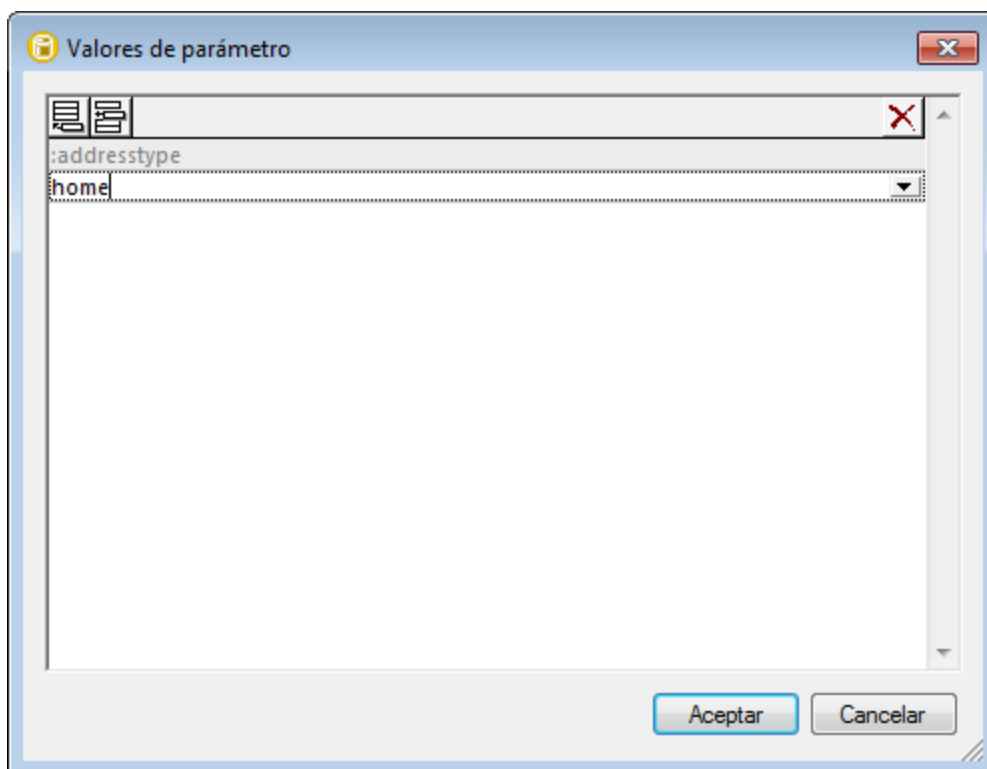 Valores de parámetro
:addresstype
home
Aceptar
Cancelar